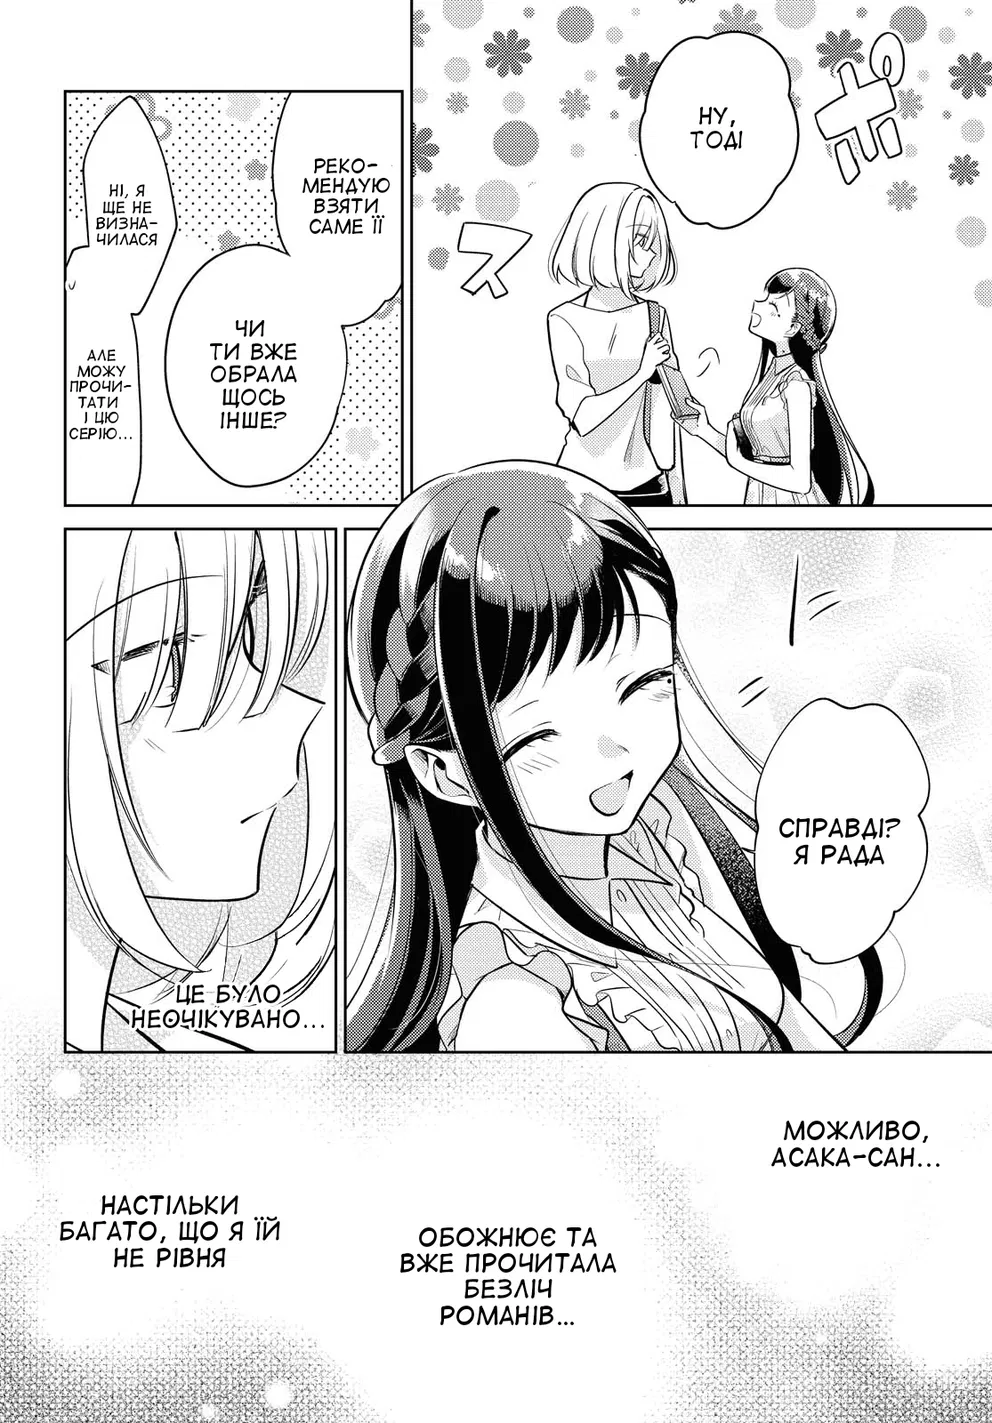 НУ,
ТОДІ
ポ
ス
РЕКО-
МЕНДУЮ
ВЗЯТИ
САМЕ ЇЇ
ЧИ
ТИ ВЖЕ
ОБРАЛА
ЩОСЬ
ІНШЕ?
НІ, Я
ЩЕ НЕ
ВИЗНА-
ЧИЛАСЯ
АЛЕ
МОЖУ
ПРОЧИ-
ТАТИ
І ЦЮ
СЕРІЮ...
СПРАВДІ?
Я РАДА
ЦЕ БУЛО
НЕОЧІКУВАНО...
МОЖЛИВО,
АСАКА-САН...
ОБОЖНЮЄ ТА
ВЖЕ ПРОЧИТАЛА
БЕЗЛІЧ
РОМАНІВ...
НАСТІЛЬКИ
БАГАТО, ЩО Я ЇЙ
НЕ РІВНЯ